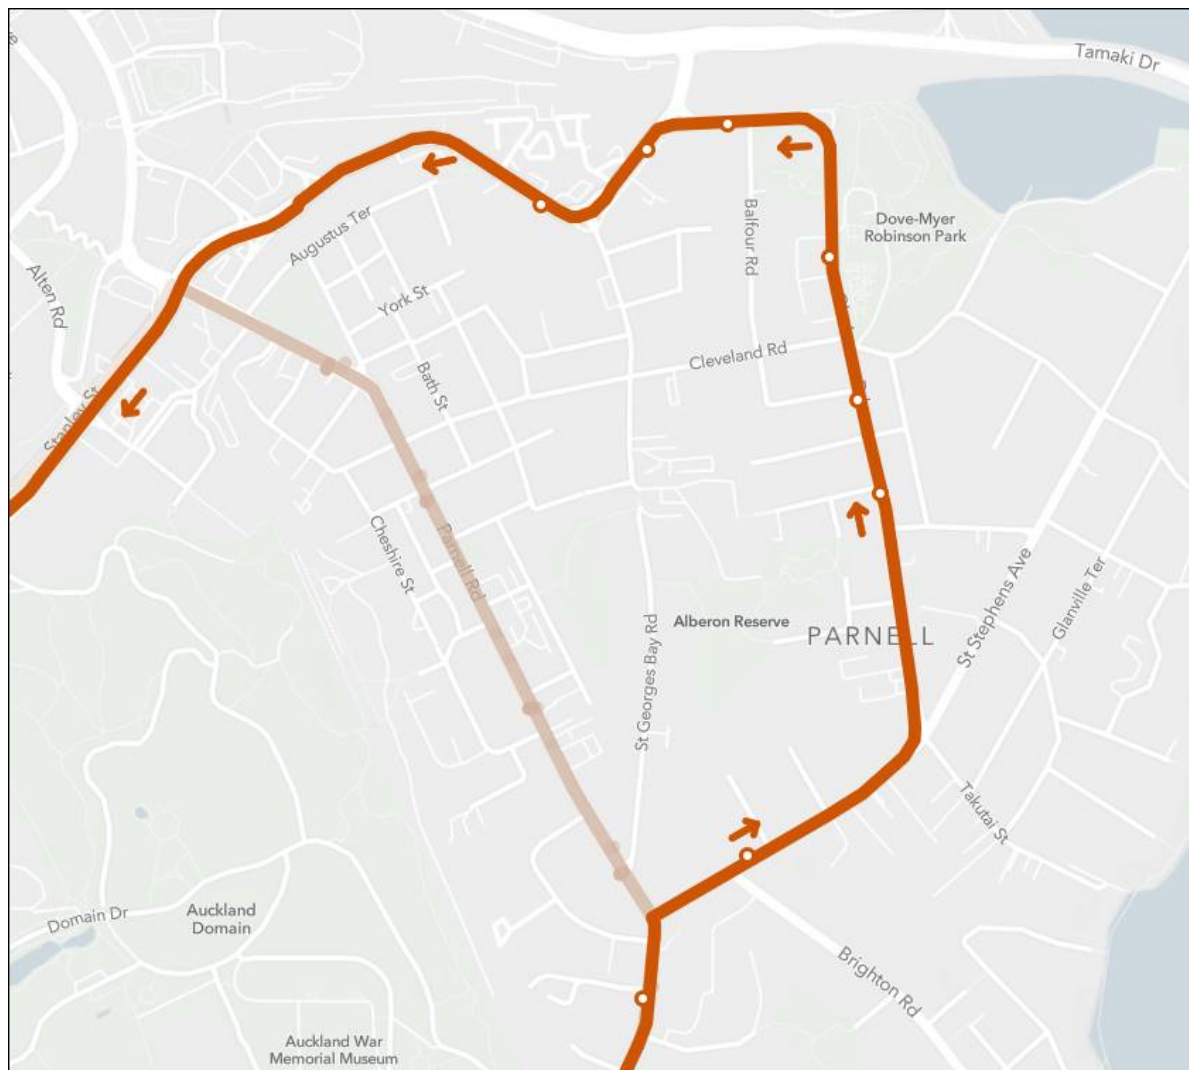 Tamaki Dr
Dove-Myer
Robinson Park
Balfour Rd
Augustus Ter
Alten Rd
York St
Cleveland Rd
Bath St
Stanley St
Cheshire St
Parnell Rd
St Stephens Ave
Glanville Ter
Alberon Reserve
PARNELL
St Georges Bay Rd
Takutai St
Auckland
Domain
Domain Dr
Brighton Rd
Auckland War
Memorial Museum